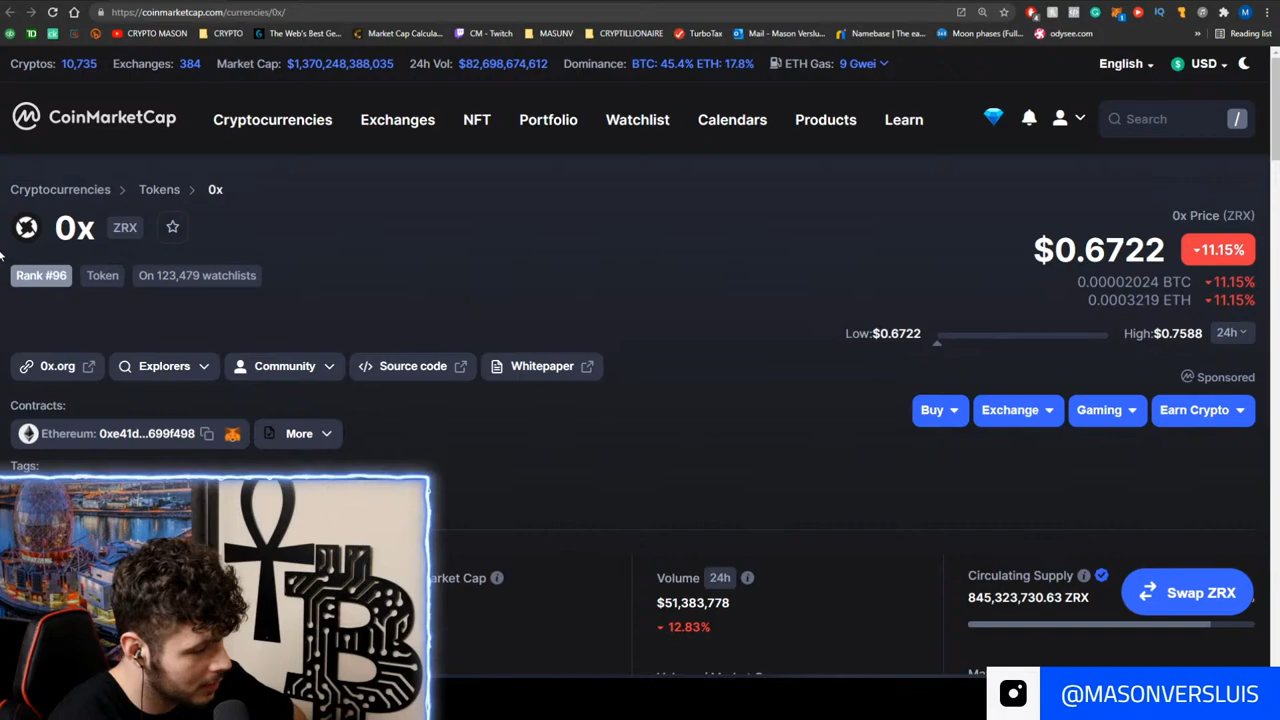 https://coinmarketcap.com/currencies/0x/
CRYPTO MASON CRYPTO The Web's Best Ge... Market Cap Calcula... CM - Twitch MASUNV CRYPTILLIONAIRE TurboTax Mail - Mason Verslu... Namebase | The ea... Moon phases (Full... odysee.com » Reading list
Cryptos: 10,735 Exchanges: 384 Market Cap: $1,370,248,388,035 24h Vol: $82,698,674,612 Dominance: BTC: 45.4% ETH: 17.8% ETH Gas: 9 Gwei English USD
CoinMarketCap Cryptocurrencies Exchanges NFT Portfolio Watchlist Calendars Products Learn Search /
Cryptocurrencies Tokens 0x
0x ZRX
Rank #96 Token On 123,479 watchlists
0x Price (ZRX)
$0.6722 11.15%
0.00002024 BTC 11.15%
0.0003219 ETH 11.15%
Low:$0.6722 High:$0.7588 24h
0x.org Explorers Community Source code Whitepaper
Sponsored
Buy Exchange Gaming Earn Crypto
Contracts:
Ethereum: 0xe41d...699f498 More
Tags:
arket Cap
Volume 24h
$51,383,778
12.83%
Circulating Supply
845,323,730.63 ZRX
Swap ZRX
@MASONVERSLUIS